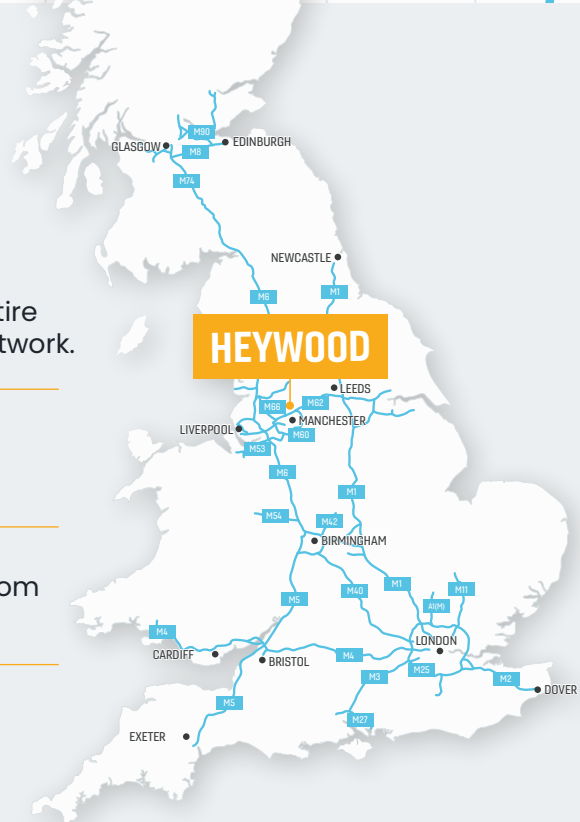 M90
GLASGOW
EDINBURGH
M8
M74
NEWCASTLE
M6
M1
tire
twork.
HEYWOOD
LEEDS
M66
M62
MANCHESTER
LIVERPOOL
M60
M53
M6
M1
M54
M42
BIRMINGHAM
om
M5
M40
M1
M11
A1(M)
M4
LONDON
CARDIFF
BRISTOL
M4
M25
M3
M2
DOVER
M5
M27
EXETER